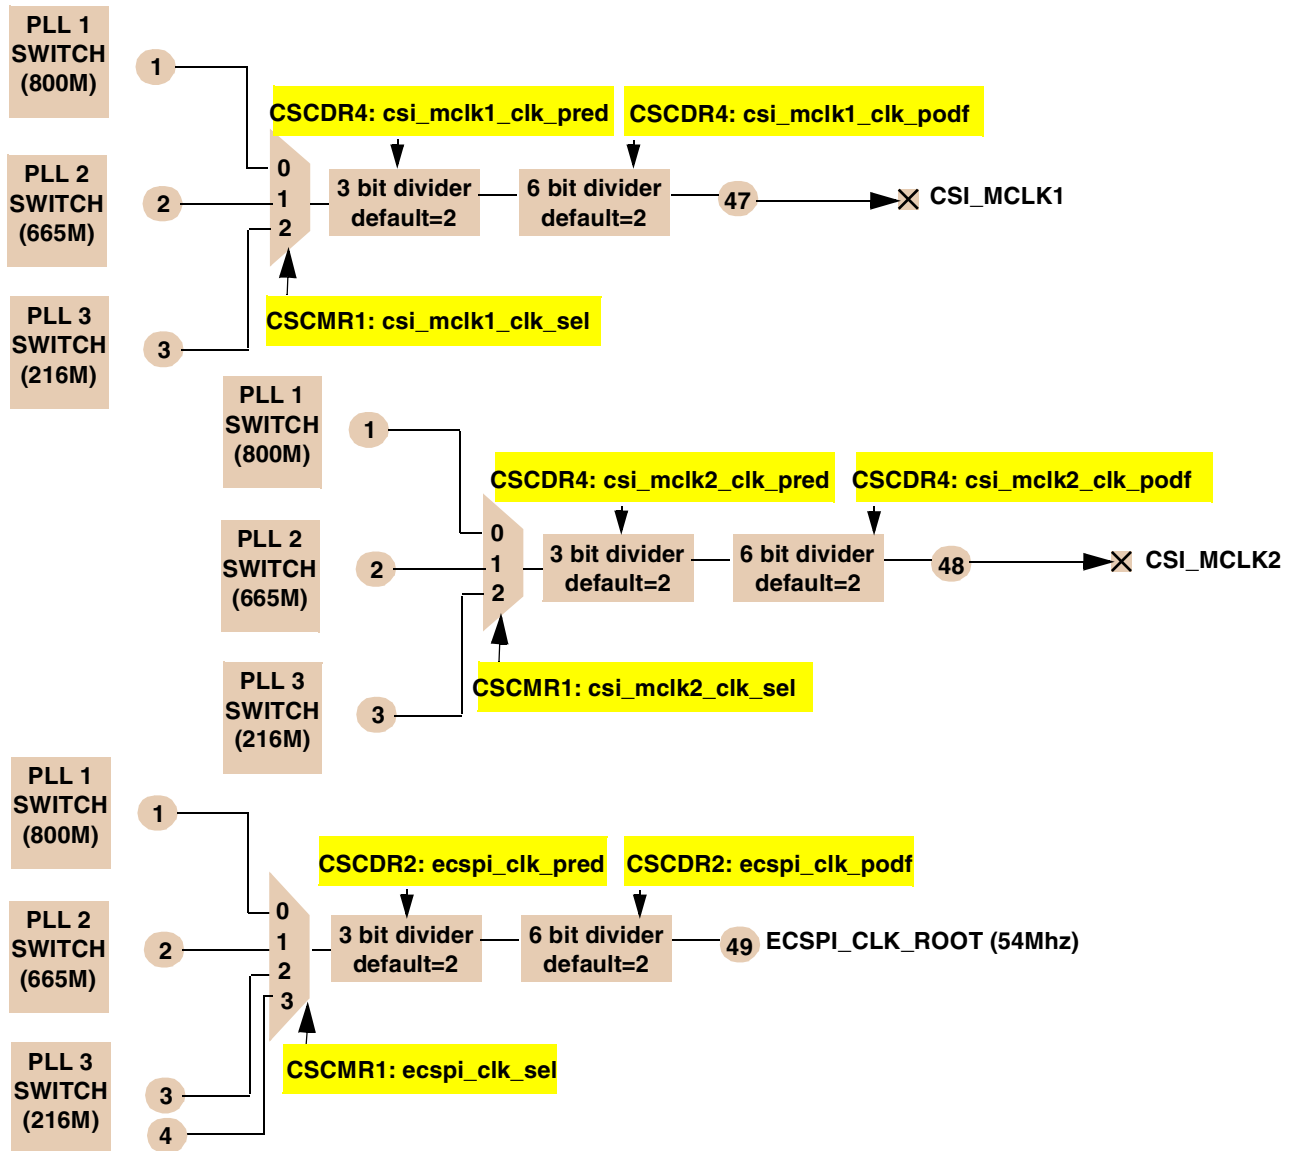 PLL 1
SWITCH
(800M)
1
CSCDR4: csi_mclk1_clk_pred
CSCDR4: csi_mclk1_clk_podf
PLL 2
SWITCH
(665M)
2
0
1
2
3 bit divider
default=2
6 bit divider
default=2
47
CSI_MCLK1
CSCMR1: csi_mclk1_clk_sel
PLL 3
SWITCH
(216M)
3
PLL 1
SWITCH
(800M)
1
CSCDR4: csi_mclk2_clk_pred
CSCDR4: csi_mclk2_clk_podf
PLL 2
SWITCH
(665M)
2
0
1
2
3 bit divider
default=2
6 bit divider
default=2
48
CSI_MCLK2
CSCMR1: csi_mclk2_clk_sel
PLL 3
SWITCH
(216M)
3
PLL 1
SWITCH
(800M)
1
CSCDR2: ecspi_clk_pred
CSCDR2: ecspi_clk_podf
PLL 2
SWITCH
(665M)
2
0
1
2
3
3 bit divider
default=2
6 bit divider
default=2
49
ECSPI_CLK_ROOT (54Mhz)
CSCMR1: ecspi_clk_sel
PLL 3
SWITCH
(216M)
3
4